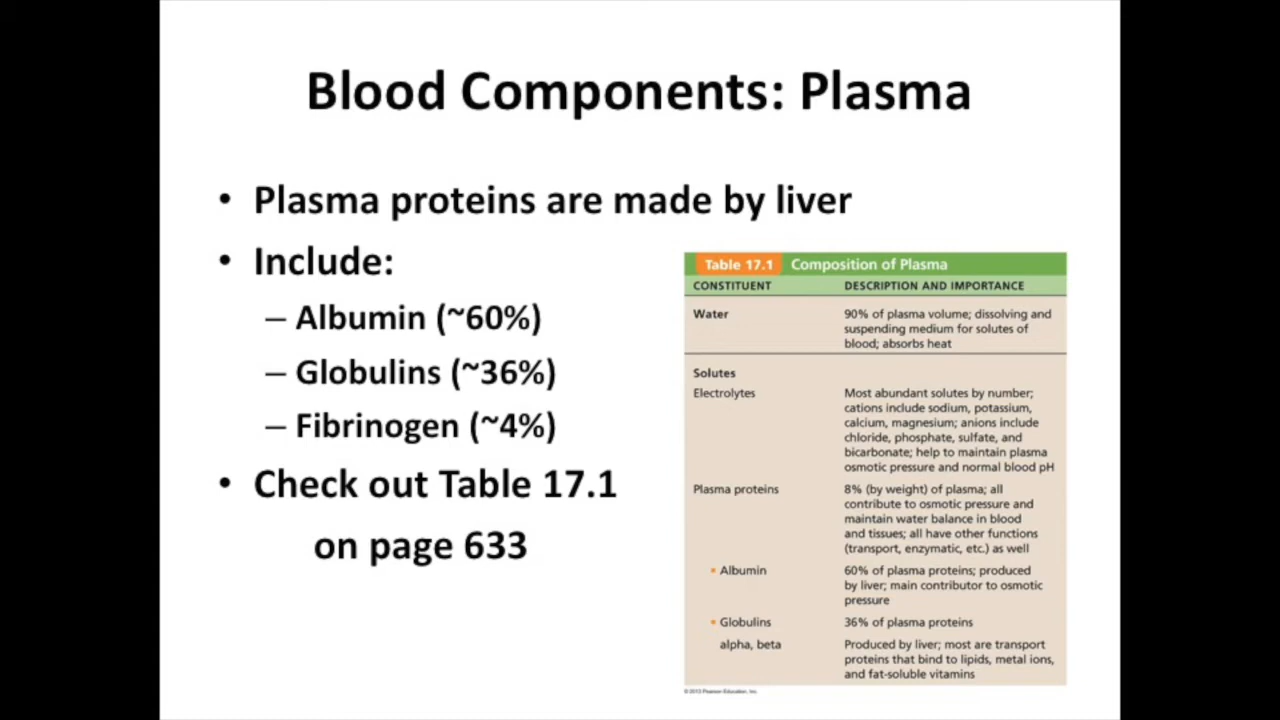 Blood Components: Plasma
• Plasma proteins are made by liver
• Include:
– Albumin (~60%)
– Globulins (~36%)
– Fibrinogen (~4%)
• Check out Table 17.1
on page 633
Table 17.1 Composition of Plasma
CONSTITUENT DESCRIPTION AND IMPORTANCE
Water 90% of plasma volume; dissolving and
suspending medium for solutes of
blood; absorbs heat
Solutes
Electrolytes Most abundant solutes by number;
cations include sodium, potassium,
calcium, magnesium; anions include
chloride, phosphate, sulfate, and
bicarbonate; help to maintain plasma
osmotic pressure and normal blood pH
Plasma proteins 8% (by weight) of plasma; all
contribute to osmotic pressure and
maintain water balance in blood
and tissues; all have other functions
(transport, enzymatic, etc.) as well
▪ Albumin 60% of plasma proteins; produced
by liver; main contributor to osmotic
pressure
▪ Globulins 36% of plasma proteins
alpha, beta Produced by liver; most are transport
proteins that bind to lipids, metal ions,
and fat-soluble vitamins
© 2013 Pearson Education, Inc.